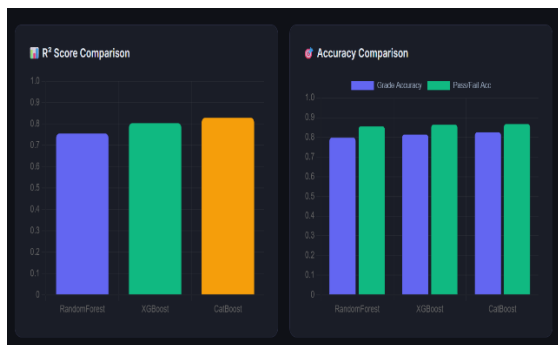 📊 R² Score Comparison
1.0
0.9
0.8
0.7
0.6
0.5
0.4
0.3
0.2
0.1
0
RandomForest
XGBoost
CatBoost
🎯 Accuracy Comparison
Grade Accuracy
Pass/Fail Acc
1.0
0.9
0.8
0.7
0.6
0.5
0.4
0.3
0.2
0.1
0
RandomForest
XGBoost
CatBoost